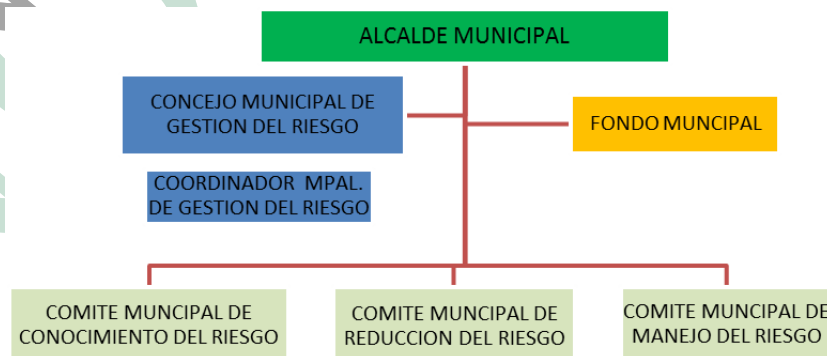 ALCALDE MUNICIPAL
CONCEJO MUNICIPAL DE
GESTION DEL RIESGO
FONDO MUNCIPAL
COORDINADOR MPAL.
DE GESTION DEL RIESGO
COMITE MUNCIPAL DE
CONOCIMIENTO DEL RIESGO
COMITE MUNCIPAL DE
REDUCCION DEL RIESGO
COMITE MUNCIPAL DE
MANEJO DEL RIESGO